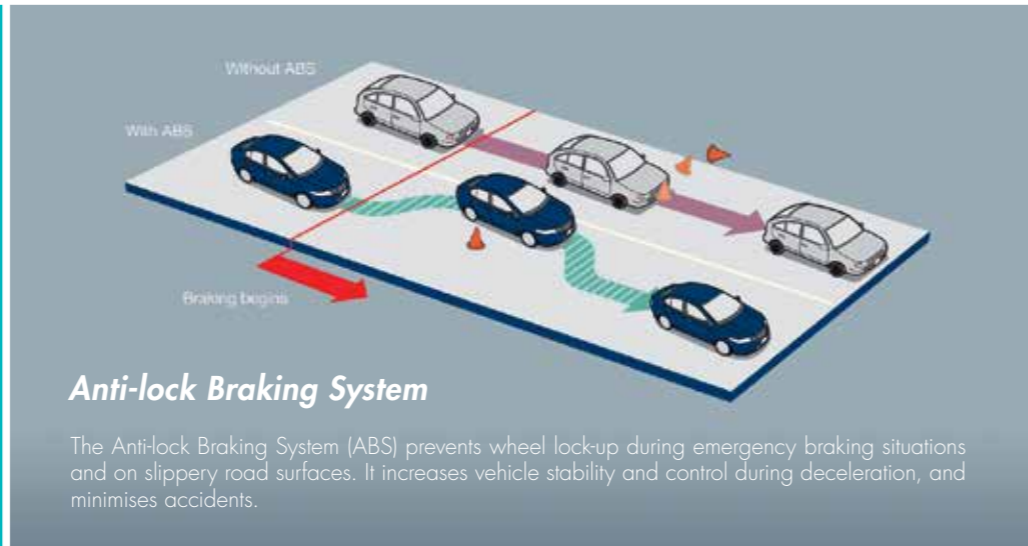 Without ABS
With ABS
Braking begins
Anti-lock Braking System
The Anti-lock Braking System (ABS) prevents wheel lock-up during emergency braking situations
and on slippery road surfaces. It increases vehicle stability and control during deceleration, and
minimises accidents.